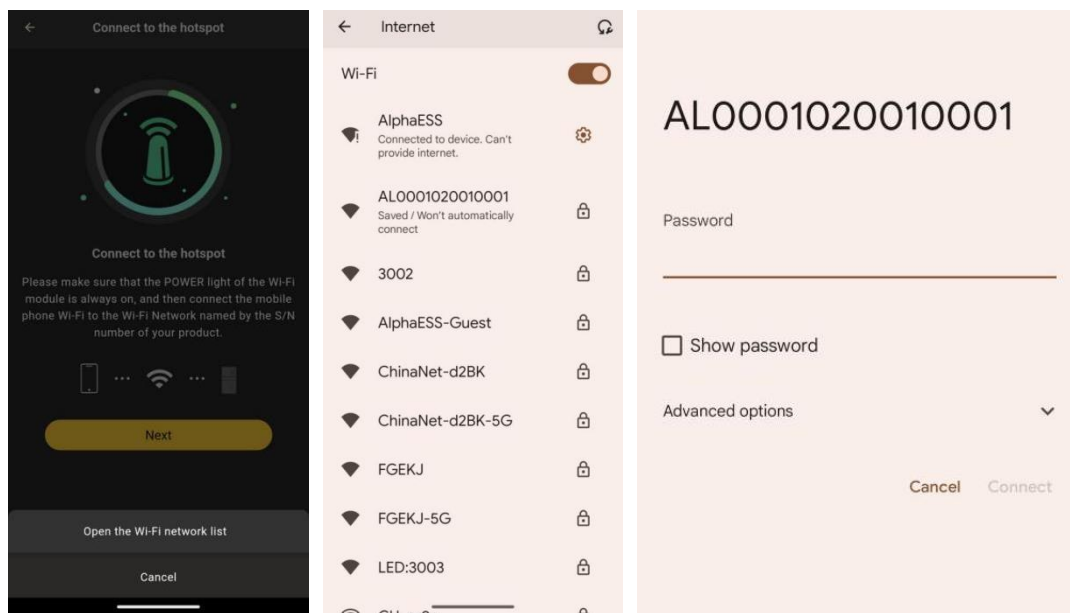 Connect to the hotspot
Connect to the hotspot
Please make sure that the POWER light of the Wi-Fi
module is always on, and then connect the mobile
phone Wi-Fi to the Wi-Fi Network named by the S/N
number of your product.
Next
Open the Wi-Fi network list
Cancel
Internet
Wi-Fi
AlphaESS
Connected to device. Can't
provide internet.
AL0001020010001
Saved / Won't automatically
connect
3002
AlphaESS-Guest
ChinaNet-d2BK
ChinaNet-d2BK-5G
FGEKJ
FGEKJ-5G
LED:3003
AL0001020010001
Password
Show password
Advanced options
Cancel Connect